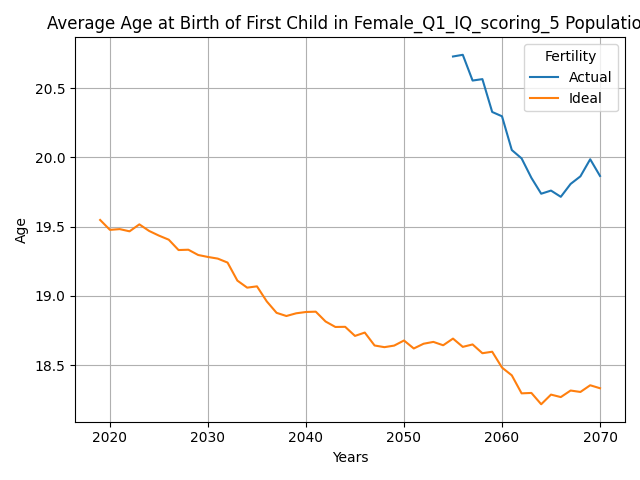 Average Age at Birth of First Child in Female_Q1_IQ_scoring_5 Populatio
Fertility
Actual
Ideal
Age
20.5
20.0
19.5
19.0
18.5
2020
2030
2040
2050
2060
2070
Years